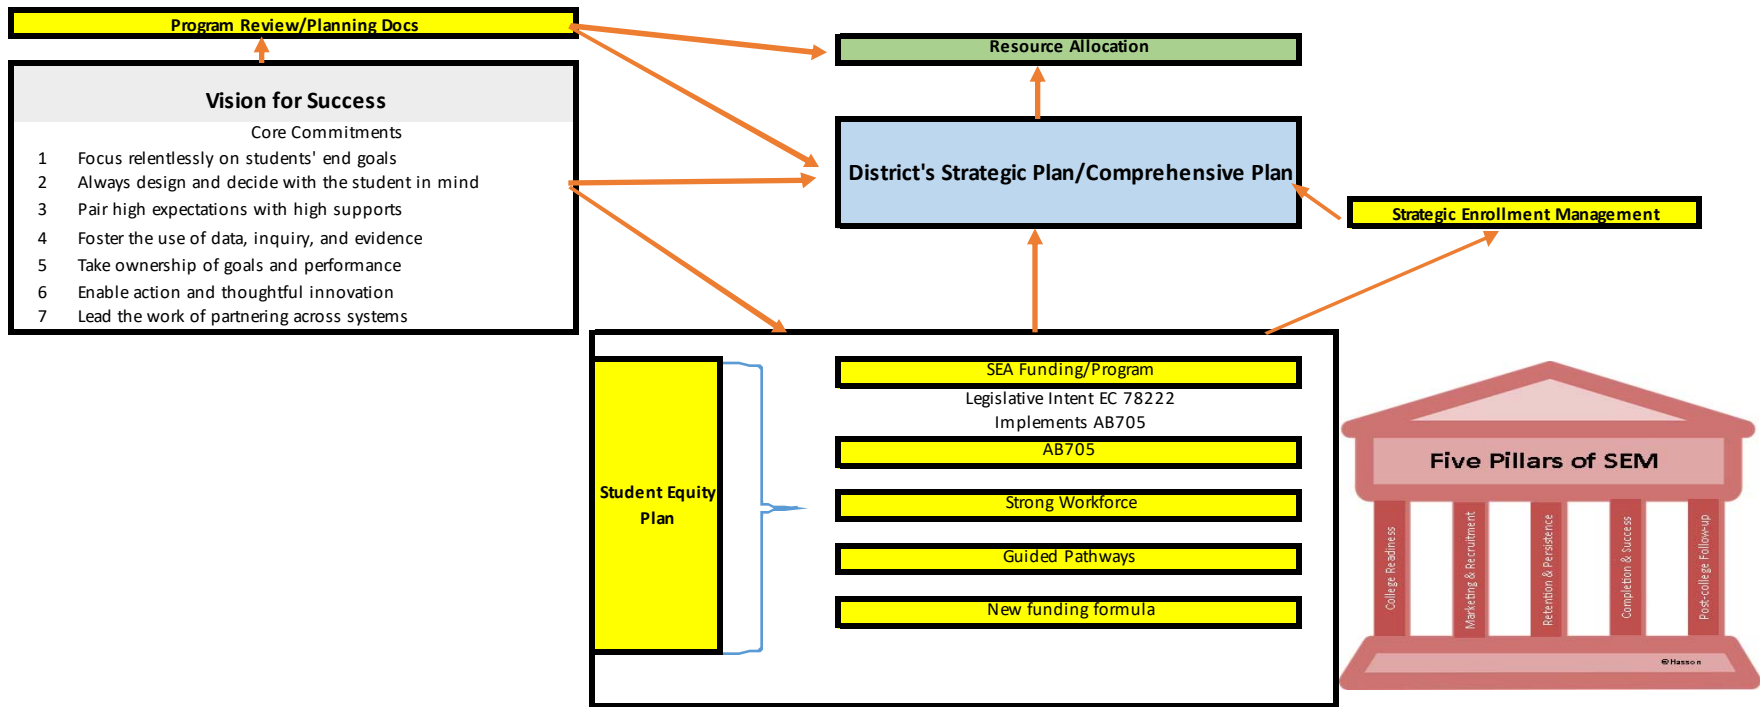 Program Review/Planning Docs
Resource Allocation
Vision for Success
Core Commitments
1 Focus relentlessly on students' end goals
2 Always design and decide with the student in mind
3 Pair high expectations with high supports
4 Foster the use of data, inquiry, and evidence
5 Take ownership of goals and performance
6 Enable action and thoughtful innovation
7 Lead the work of partnering across systems
District's Strategic Plan/Comprehensive Plan
Strategic Enrollment Management
Student Equity
Plan
SEA Funding/Program
Legislative Intent EC 78222
Implements AB705
AB705
Strong Workforce
Guided Pathways
New funding formula
Five Pillars of SEM
College Readiness
Marketing & Recruitment
Retention & Persistence
Completion & Success
Post-college Follow-up
@Hasson